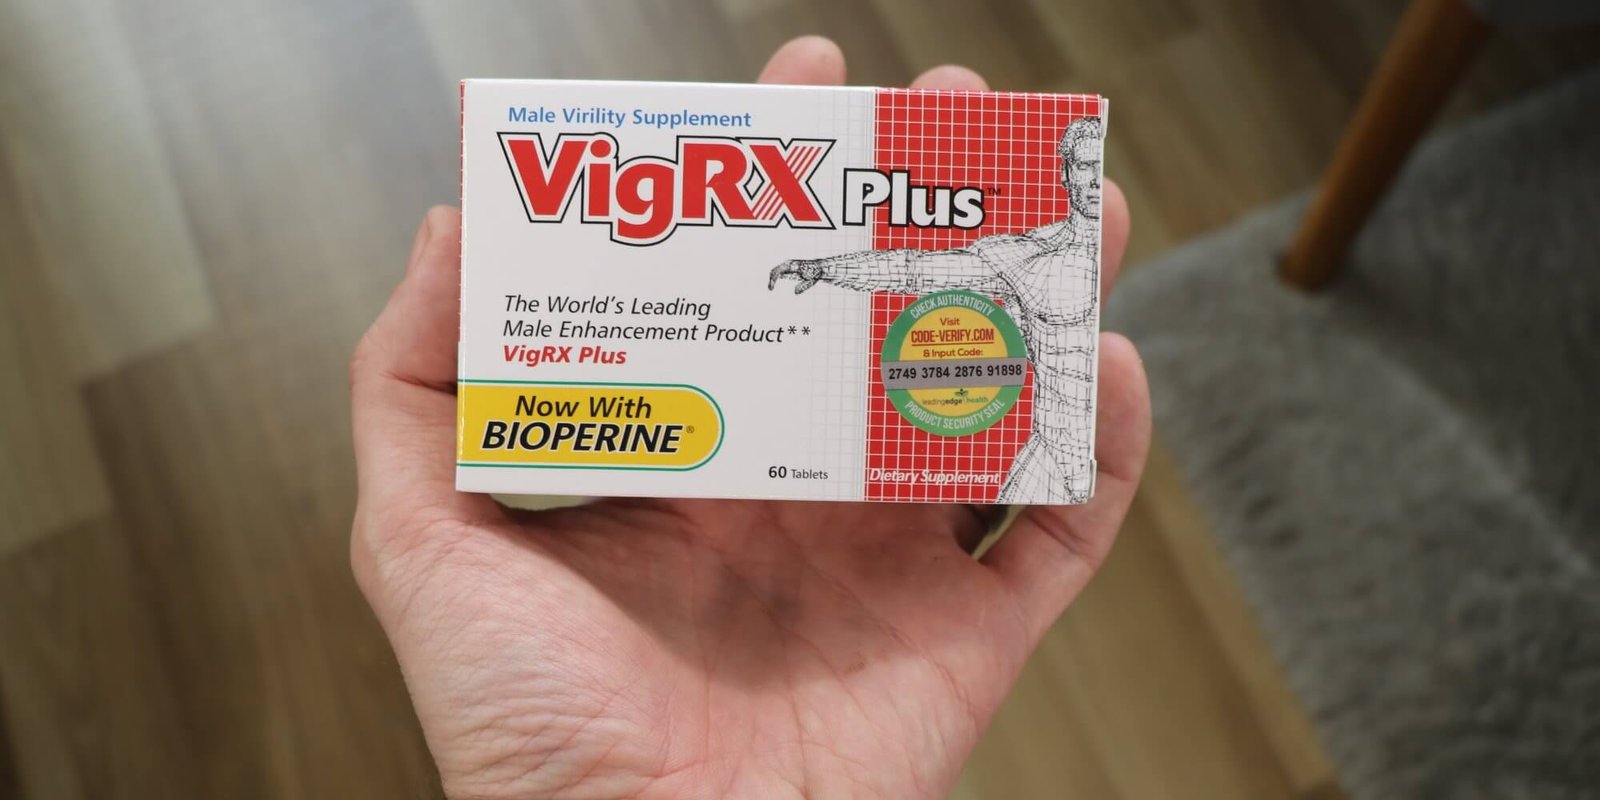 Male Virility Supplement
VigRX Plus™
The World's Leading
Male Enhancement Product**
VigRX Plus
Now With
BIOPERINE®
60 Tablets
CHECK AUTHENTICITY
Visit
CODE-VERIFY.COM
& Input Code:
2749 3784 2876 91898
leadingedge health
PRODUCT SECURITY SEAL
Dietary Supplement